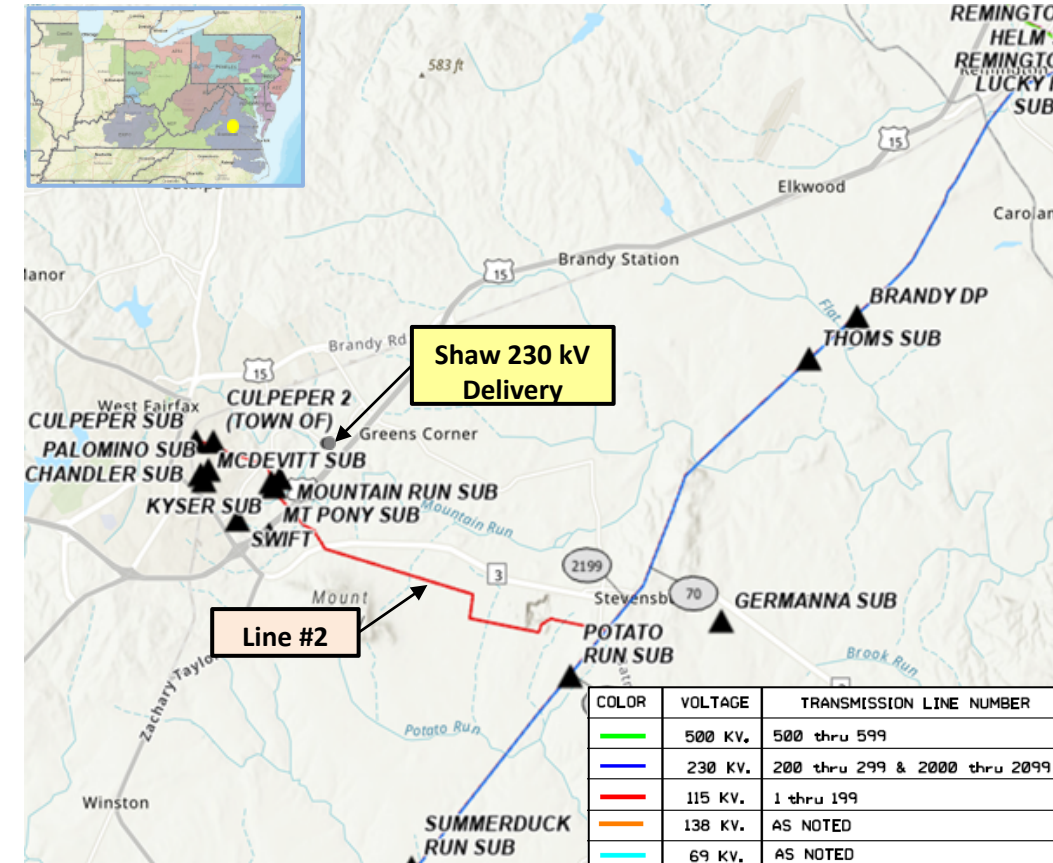 REMINGTO
HELM
REMINGTO
LUCKY
SUB
583 ft
15
Elkwood
Carolan
Brandy Station
15
anor
BRANDY DP
THOMS SUB
Flat
Brandy Rd
Shaw 230 kV
Delivery
15
West Fairfax
CULPEPER 2
(TOWN OF)
CULPEPER SUB
Greens Corner
PALOMINO SUB
MCDEVITT SUB
CHANDLER SUB
MOUNTAIN RUN SUB
KYSER SUB
MT PONY SUB
Mountain Run
SWIFT
3
2199
Mount
Stevensb
70
GERMANNA SUB
Line #2
POTATO
RUN SUB
Brook Run
Zachary Taylo
Potato Run
Winston
SUMMERDUCK
RUN SUB
COLOR VOLTAGE TRANSMISSION LINE NUMBER
500 KV. 500 thru 599
230 KV. 200 thru 299 & 2000 thru 2099
115 KV. 1 thru 199
138 KV. AS NOTED
69 KV. AS NOTED